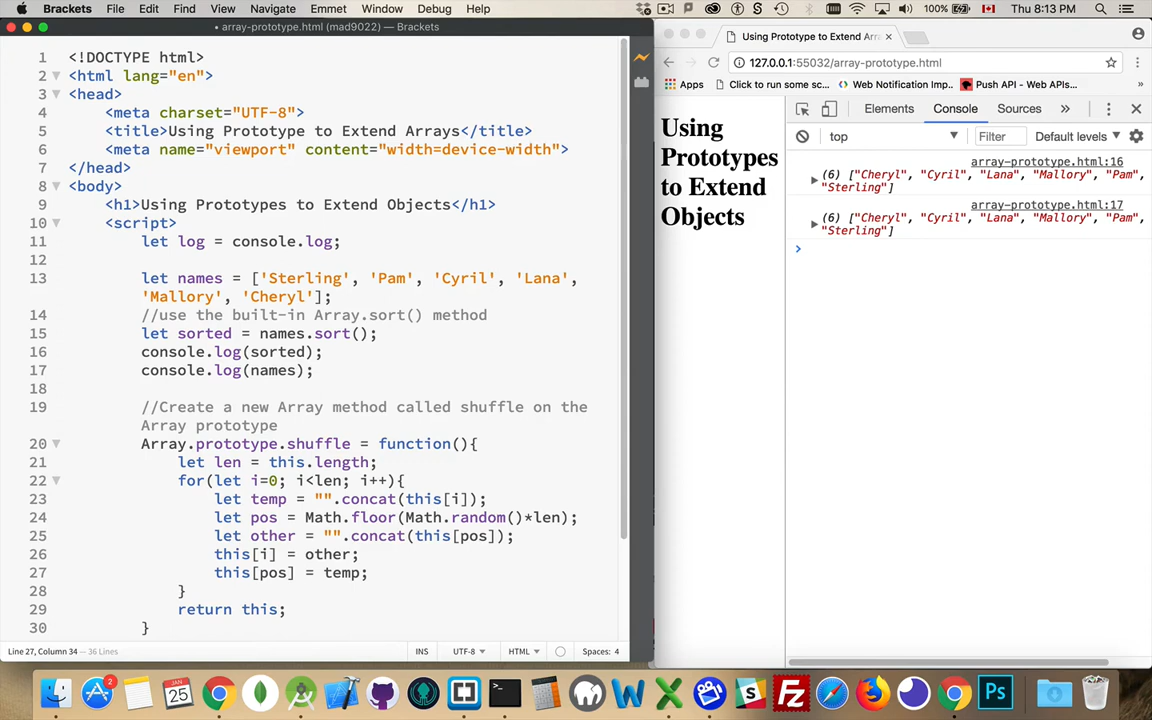 Brackets File Edit Find View Navigate Emmet Window Debug Help
100% Thu 8:13 PM
• array-prototype.html (mad9022) — Brackets
1 <!DOCTYPE html>
2 <html lang="en">
3 <head>
4 <meta charset="UTF-8">
5 <title>Using Prototype to Extend Arrays</title>
6 <meta name="viewport" content="width=device-width">
7 </head>
8 <body>
9 <h1>Using Prototypes to Extend Objects</h1>
10 <script>
11 let log = console.log;
12
13 let names = ['Sterling', 'Pam', 'Cyril', 'Lana',
'Mallory', 'Cheryl'];
14 //use the built-in Array.sort() method
15 let sorted = names.sort();
16 console.log(sorted);
17 console.log(names);
18
19 //Create a new Array method called shuffle on the
Array prototype
20 Array.prototype.shuffle = function(){
21 let len = this.length;
22 for(let i=0; i<len; i++){
23 let temp = "".concat(this[i]);
24 let pos = Math.floor(Math.random()*len);
25 let other = "".concat(this[pos]);
26 this[i] = other;
27 this[pos] = temp;
28 }
29 return this;
30 }
Line 27, Column 34 — 36 Lines
INS UTF-8 HTML Spaces: 4
Using Prototype to Extend Arra
127.0.0.1:55032/array-prototype.html
Apps Click to run some sc... Web Notification Imp... Push API - Web APIs... »
Using
Prototypes
to Extend
Objects
Elements Console Sources »
top Filter Default levels
array-prototype.html:16
(6) ["Cheryl", "Cyril", "Lana", "Mallory", "Pam",
"Sterling"]
array-prototype.html:17
(6) ["Cheryl", "Cyril", "Lana", "Mallory", "Pam",
"Sterling"]
>
2
JAN
25
Ps